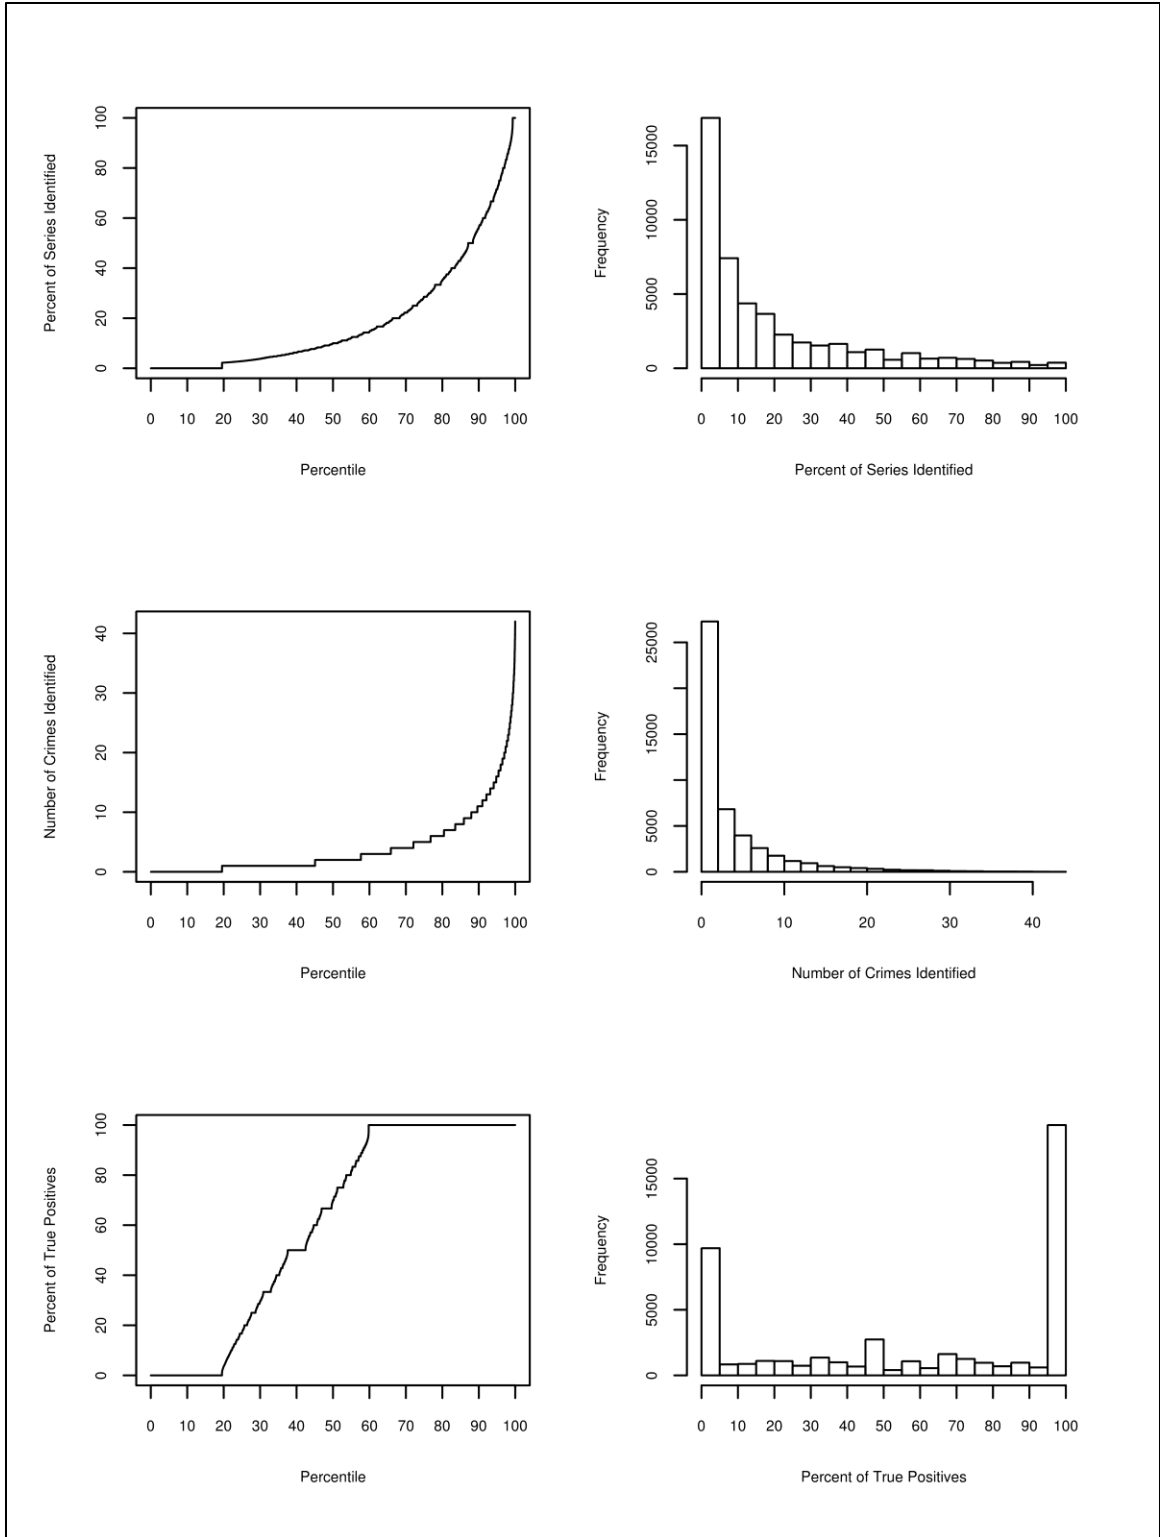 Percent of Series Identified
0 20 40 60 80 100
0 10 20 30 40 50 60 70 80 90 100
Percentile
Frequency
0 5000 10000 15000
0 10 20 30 40 50 60 70 80 90 100
Percent of Series Identified
Number of Crimes Identified
0 10 20 30 40
0 10 20 30 40 50 60 70 80 90 100
Percentile
Frequency
0 5000 15000 25000
0 10 20 30 40
Number of Crimes Identified
Percent of True Positives
0 20 40 60 80 100
0 10 20 30 40 50 60 70 80 90 100
Percentile
Frequency
0 5000 10000 15000
0 10 20 30 40 50 60 70 80 90 100
Percent of True Positives